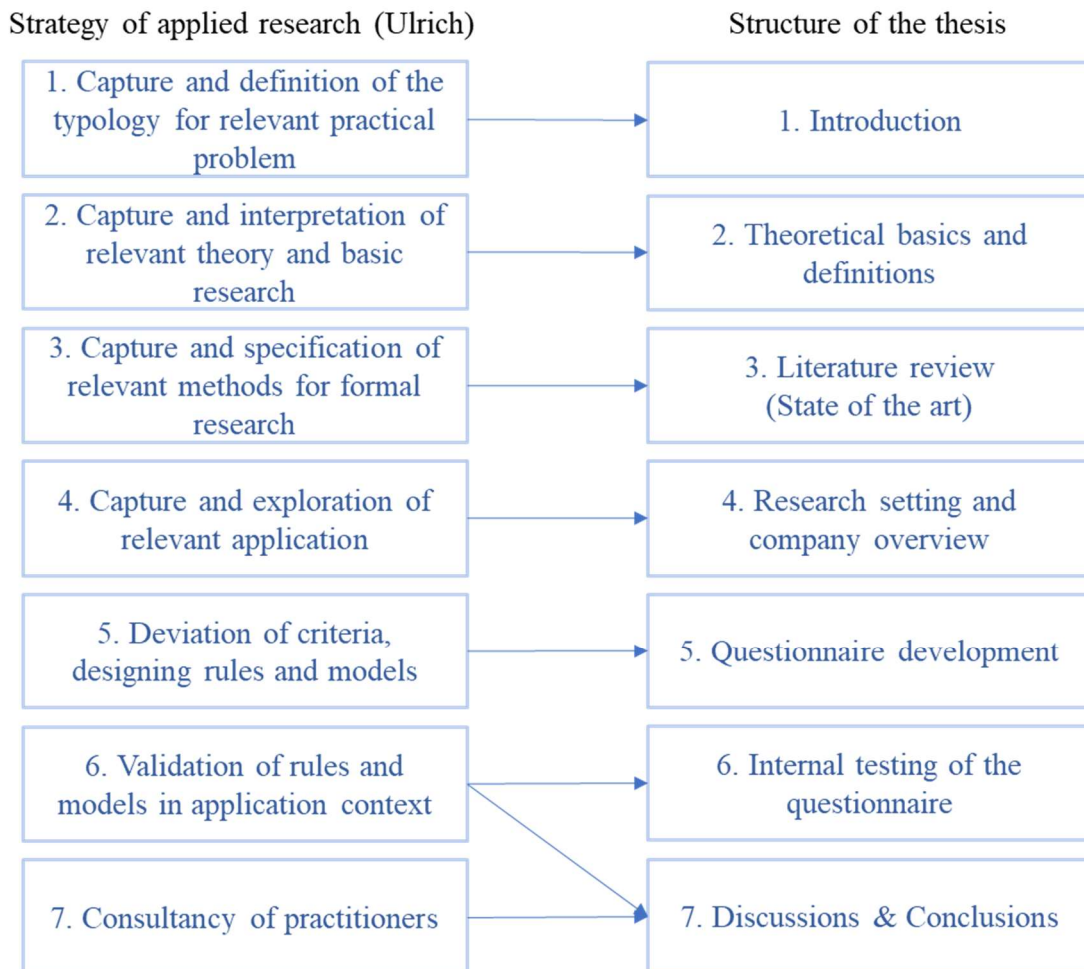 Strategy of applied research (Ulrich)
Structure of the thesis
1. Capture and definition of the
typology for relevant practical
problem
1. Introduction
2. Capture and interpretation of
relevant theory and basic
research
2. Theoretical basics and
definitions
3. Capture and specification of
relevant methods for formal
research
3. Literature review
(State of the art)
4. Capture and exploration of
relevant application
4. Research setting and
company overview
5. Deviation of criteria,
designing rules and models
5. Questionnaire development
6. Validation of rules and
models in application context
6. Internal testing of the
questionnaire
7. Consultancy of practitioners
7. Discussions & Conclusions